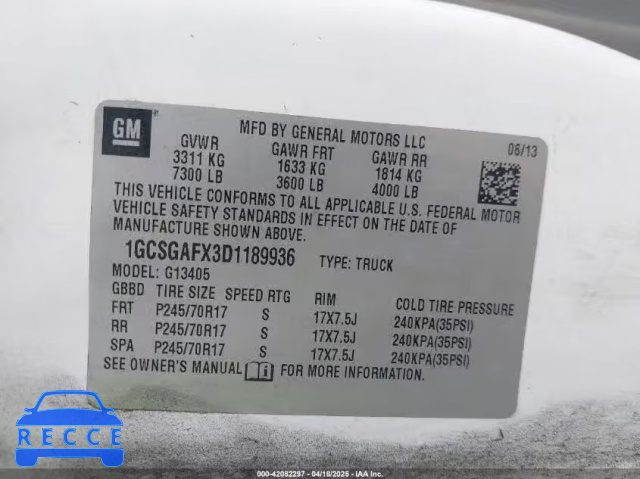 GM
MFD BY GENERAL MOTORS LLC 06/13
GVWR GAWR FRT GAWR RR
3311 KG 1633 KG 1814 KG
7300 LB 3600 LB 4000 LB
THIS VEHICLE CONFORMS TO ALL APPLICABLE U.S. FEDERAL MOTOR
VEHICLE SAFETY STANDARDS IN EFFECT ON THE DATE OF
MANUFACTURE SHOWN ABOVE.
1GCSGAFX3D1189936 TYPE: TRUCK
MODEL: G13405
GBBD TIRE SIZE SPEED RTG RIM COLD TIRE PRESSURE
FRT P245/70R17 S 17X7.5J 240KPA(35PSI)
RR P245/70R17 S 17X7.5J 240KPA(35PSI)
SPA P245/70R17 S 17X7.5J 240KPA(35PSI)
SEE OWNER'S MANUAL FOR MORE INFORMATION.
RECCE
000-42082297 - 04/18/2025 - IAA Inc.